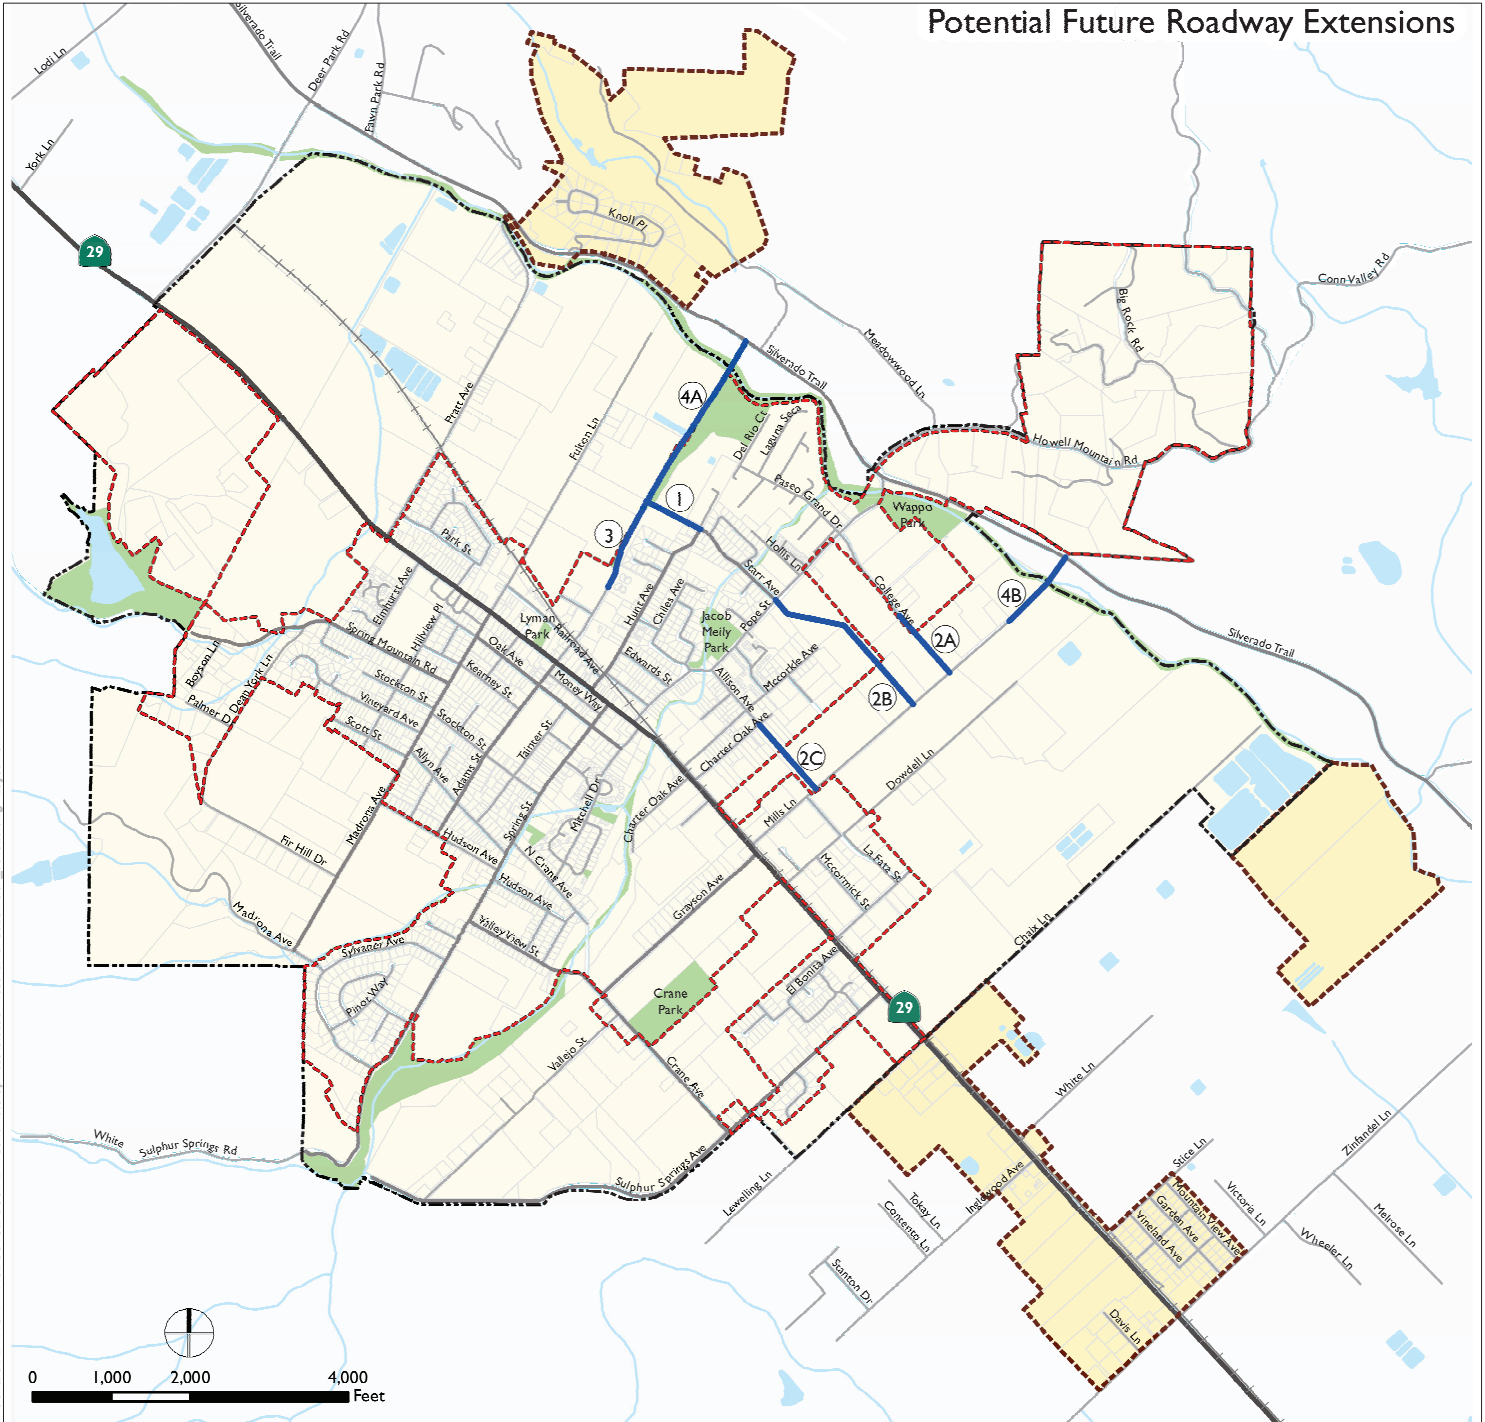 Potential Future Roadway Extensions
Lodi Ln
Silverado Trail
Deer Park Rd
Fawn Park Rd
York Ln
29
Knoll Pl
Conn Valley Rd
Big Rock Rd
Meadowwood Ln
Silverado Trail
Pratt Ave
Fulton Ln
4A
Del Rio Ct
Laguna Seca
Howell Mountain Rd
Paseo Grand Dr
Wappo
Park
1
3
Park St
Hollis Ln
Starr Ave
College Ave
4B
Elmhurst Ave
Hillview Pl
Hunt Ave
Chiles Ave
Pope St
Jacob
Meily
Park
Lyman
Park
Railroad Ave
2A
Silverado Trail
Spring Mountain Rd
Oak Ave
Kearney St
Money Way
Edwards St
Allison Ave
Mccorkle Ave
2B
Boyson Ln
Dean York Ln
Palmer D
Stockton St
Vineyard Ave
Scott St
Stockton St
Tainter St
Charter Oak Ave
2C
Dowdell Ln
Allyn Ave
Adams St
Madrona Ave
Spring St
Mitchell Dr
Charter Oak Ave
Mills Ln
Fir Hill Dr
Hudson Ave
N Crane Ave
Hudson Ave
La Fata St
Mccormick St
Grayson Ave
Madrona Ave
Valley View St
Sylvaner Ave
Chaix Ln
El Bonita Ave
Pinot Way
Crane
Park
29
Vallejo St
Crane Ave
White Ln
White
Sulphur Springs Rd
Sulphur Springs Ave
Lewelling Ln
Inglewood Ave
Tokay Ln
Contento Ln
Stanton Dr
Stice Ln
Zinfandel Ln
Mountain View Ave
Garden Ave
Vineland Ave
Victoria Ln
Wheeler Ln
Melrose Ln
Davis Ln
0
1,000
2,000
4,000
Feet